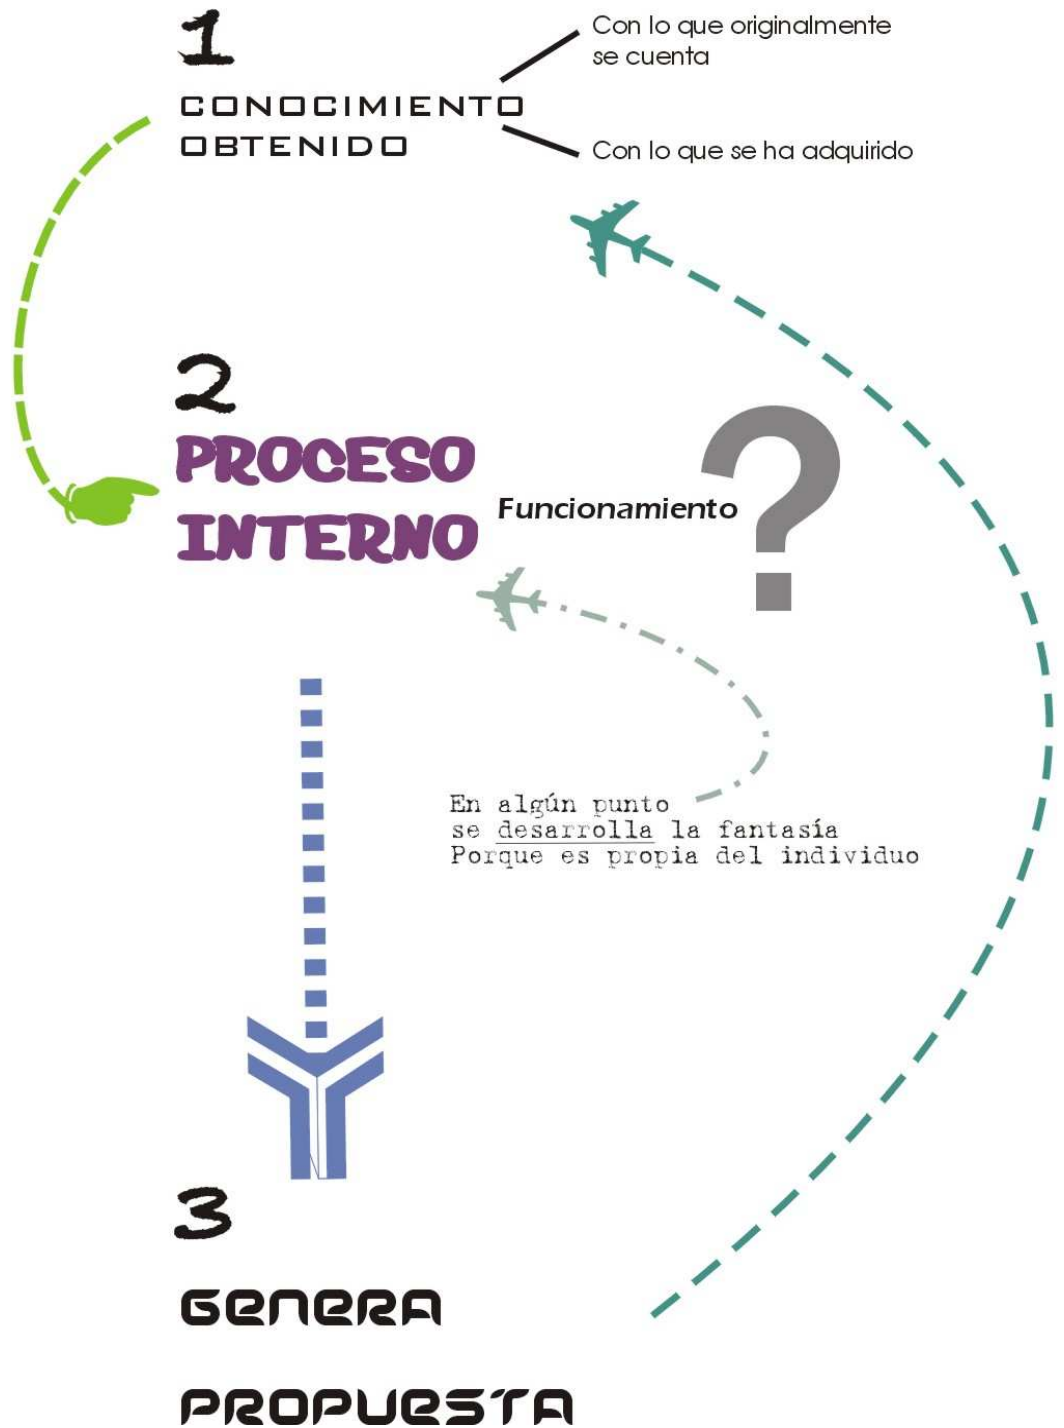 1
CONOCIMIENTO
OBTENIDO
Con lo que originalmente
se cuenta
Con lo que se ha adquirido
2
PROCESO
INTERNO
Funcionamiento
?
En algún punto
se desarrolla la fantasía
Porque es propia del individuo
3
GENERA
PROPUESTA